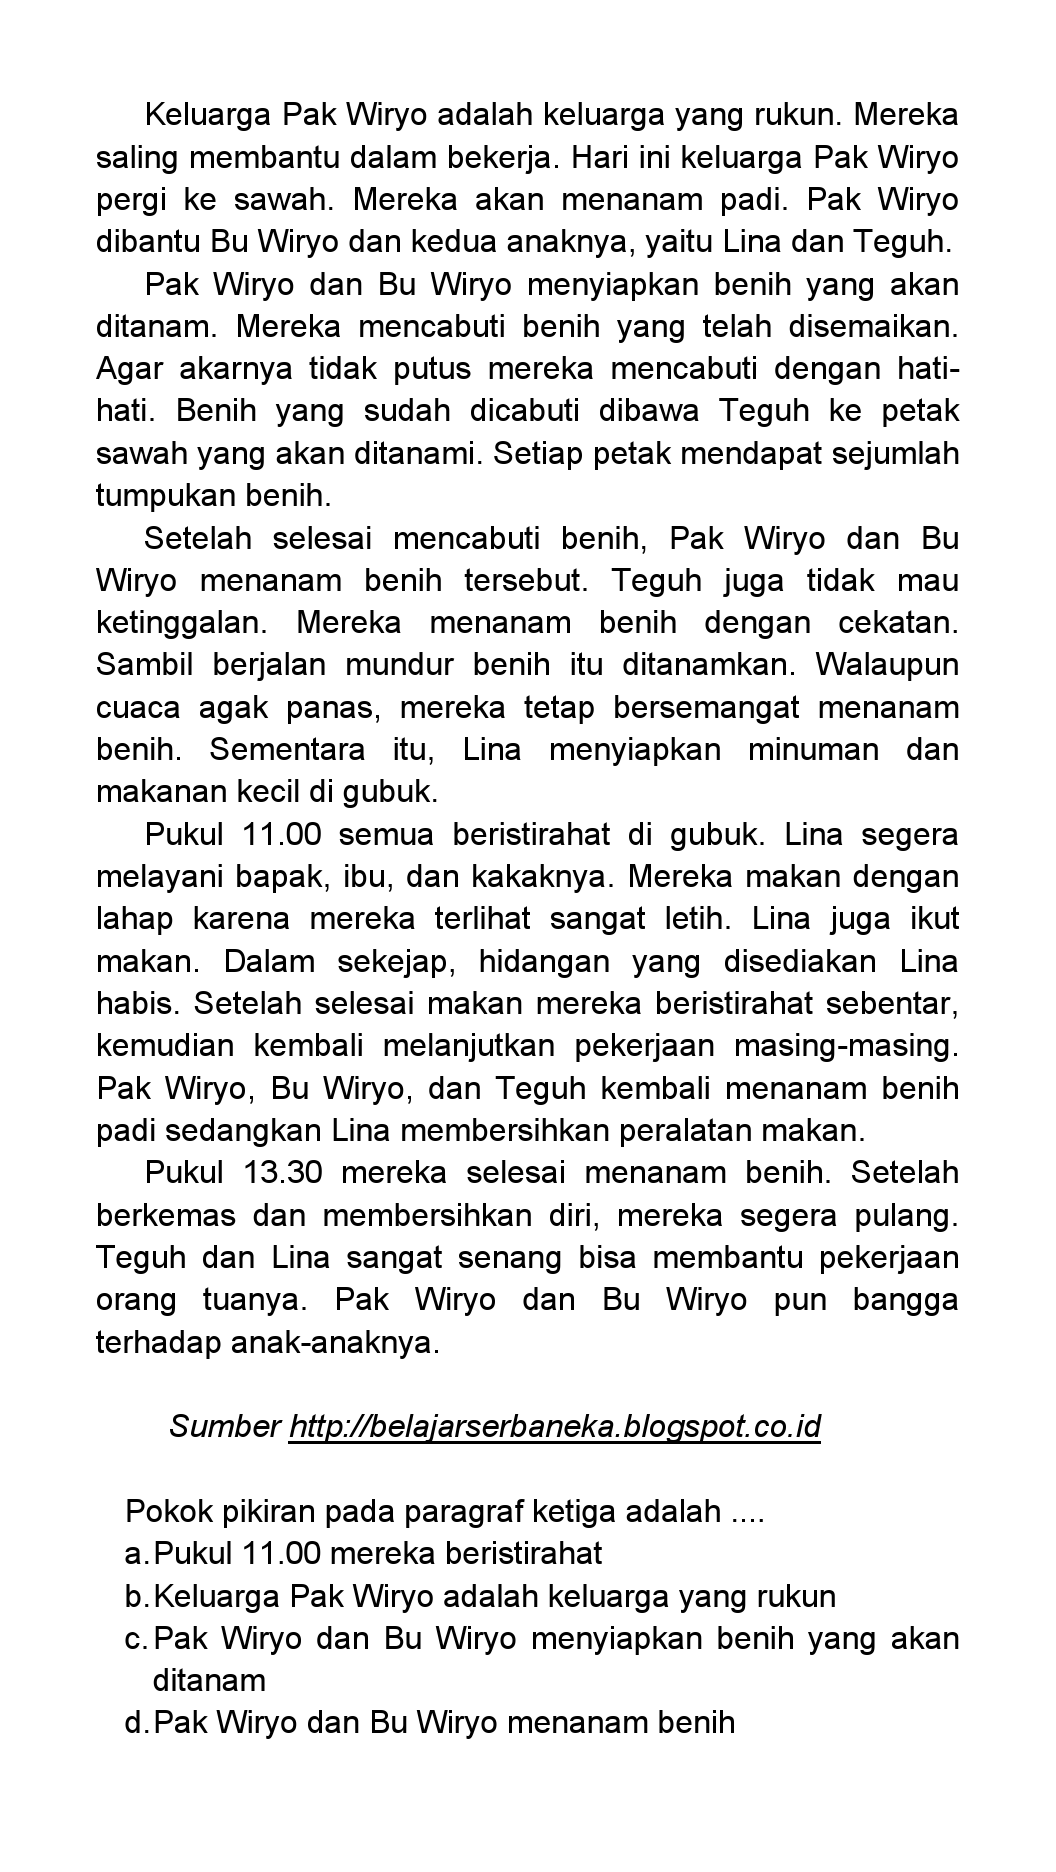 Keluarga Pak Wiryo adalah keluarga yang rukun. Mereka
saling membantu dalam bekerja. Hari ini keluarga Pak Wiryo
pergi ke sawah. Mereka akan menanam padi. Pak Wiryo
dibantu Bu Wiryo dan kedua anaknya, yaitu Lina dan Teguh.
Pak Wiryo dan Bu Wiryo menyiapkan benih yang akan
ditanam. Mereka mencabuti benih yang telah disemaikan.
Agar akarnya tidak putus mereka mencabuti dengan hati-
hati. Benih yang sudah dicabuti dibawa Teguh ke petak
sawah yang akan ditanami. Setiap petak mendapat sejumlah
tumpukan benih.
Setelah selesai mencabuti benih, Pak Wiryo dan Bu
Wiryo menanam benih tersebut. Teguh juga tidak mau
ketinggalan. Mereka menanam benih dengan cekatan.
Sambil berjalan mundur benih itu ditanamkan. Walaupun
cuaca agak panas, mereka tetap bersemangat menanam
benih. Sementara itu, Lina menyiapkan minuman dan
makanan kecil di gubuk.
Pukul 11.00 semua beristirahat di gubuk. Lina segera
melayani bapak, ibu, dan kakaknya. Mereka makan dengan
lahap karena mereka terlihat sangat letih. Lina juga ikut
makan. Dalam sekejap, hidangan yang disediakan Lina
habis. Setelah selesai makan mereka beristirahat sebentar,
kemudian kembali melanjutkan pekerjaan masing-masing.
Pak Wiryo, Bu Wiryo, dan Teguh kembali menanam benih
padi sedangkan Lina membersihkan peralatan makan.
Pukul 13.30 mereka selesai menanam benih. Setelah
berkemas dan membersihkan diri, mereka segera pulang.
Teguh dan Lina sangat senang bisa membantu pekerjaan
orang tuanya. Pak Wiryo dan Bu Wiryo pun bangga
terhadap anak-anaknya.
Sumber http://belajarserbaneka.blogspot.co.id
Pokok pikiran pada paragraf ketiga adalah ....
a. Pukul 11.00 mereka beristirahat
b. Keluarga Pak Wiryo adalah keluarga yang rukun
c. Pak Wiryo dan Bu Wiryo menyiapkan benih yang akan
ditanam
d. Pak Wiryo dan Bu Wiryo menanam benih